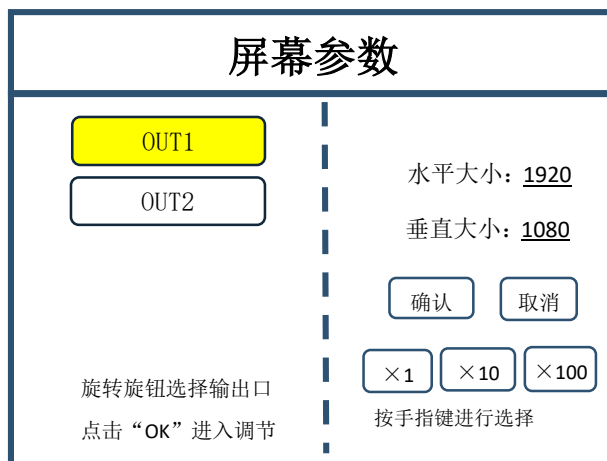 屏幕参数
OUT1
OUT2
旋转旋钮选择输出口
点击“OK”进入调节
水平大小：1920
垂直大小：1080
确认 取消
×1 ×10 ×100
按手指键进行选择